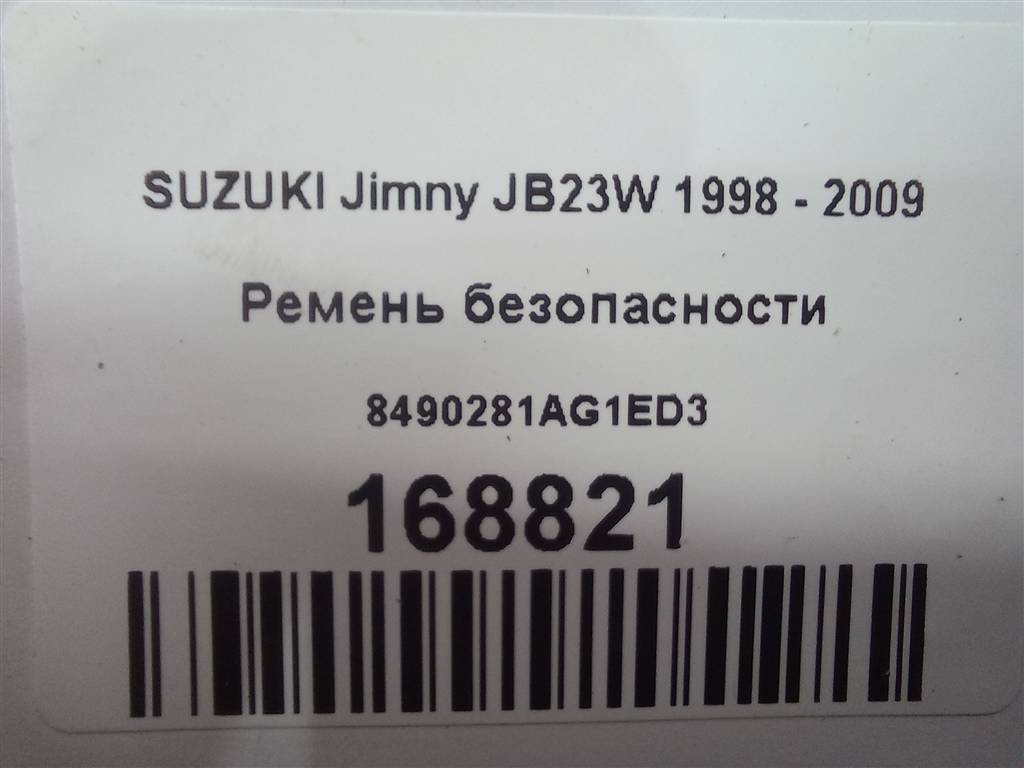 SUZUKI Jimny JB23W 1998 - 2009
Ремень безопасности
8490281AG1ED3
168821